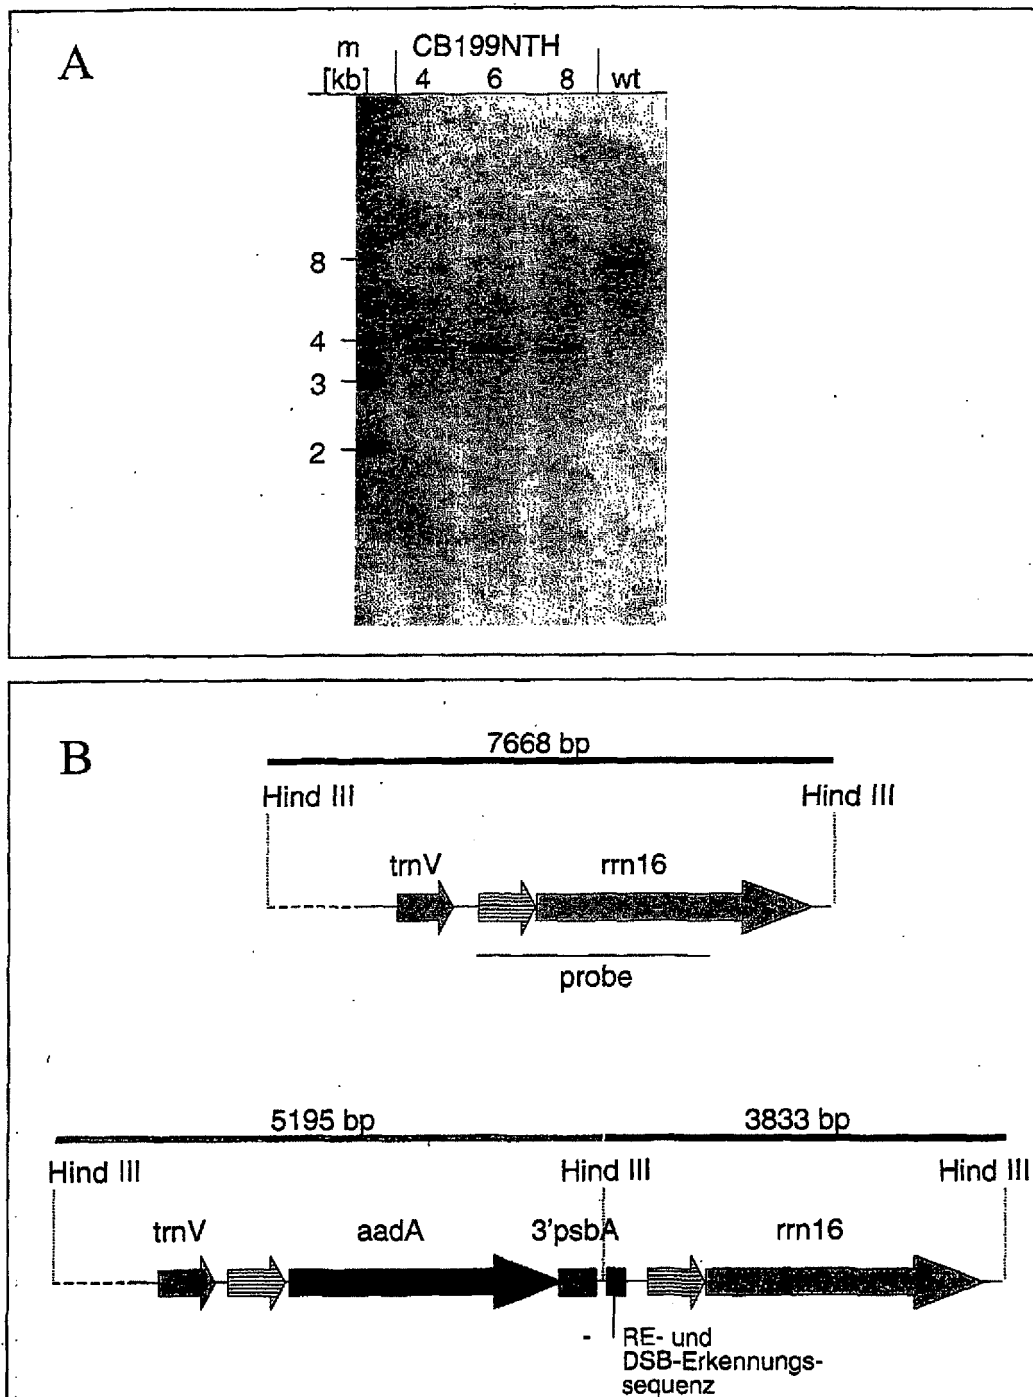 A
m CB199NTH
[kb] 4 6 8 wt
8
4
3
2
B
7668 bp
Hind III Hind III
trnV rrn16
probe
5195 bp 3833 bp
Hind III Hind III Hind III
trnV aadA 3'psbA rrn16
RE- und
DSB-Erkennungs-
sequenz